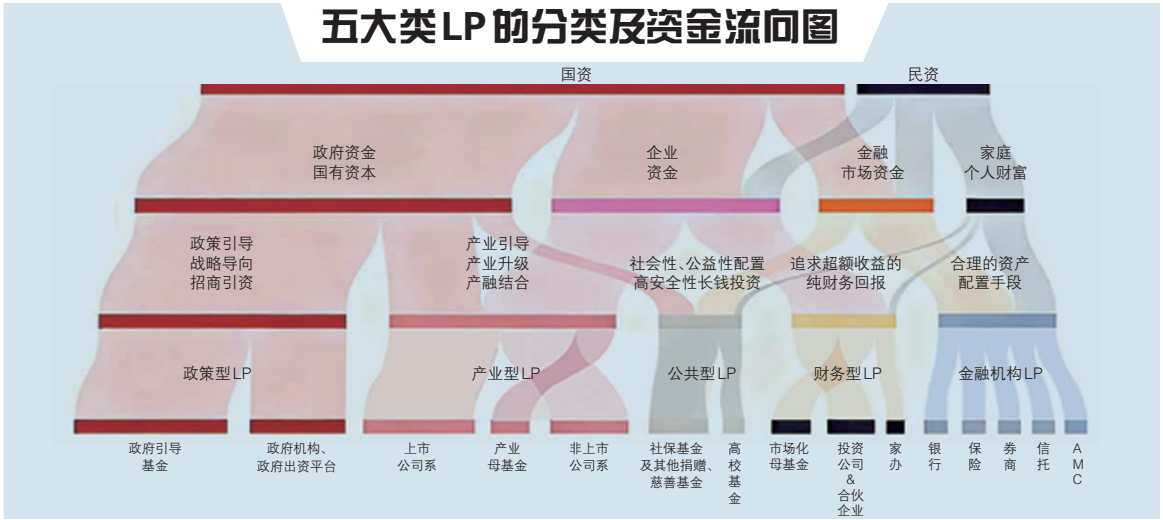 五大类LP的分类及资金流向图
国资
民资
政府资金
国有资本
企业
资金
金融
市场资金
家庭
个人财富
政策引导
战略导向
招商引资
产业引导
产业升级
产融结合
社会性、公益性配置
高安全性长钱投资
追求超额收益的
纯财务回报
合理的资产
配置手段
政策型LP
产业型LP
公共型LP
财务型LP
金融机构LP
政府引导
基金
政府机构、
政府出资平台
上市
公司系
产业
母基金
非上市
公司系
社保基金
及其他捐赠、
慈善基金
高
校
基
金
市场化
母基金
投资
公司
&
合伙
企业
家
办
银
行
保
险
券
商
信
托
A
M
C